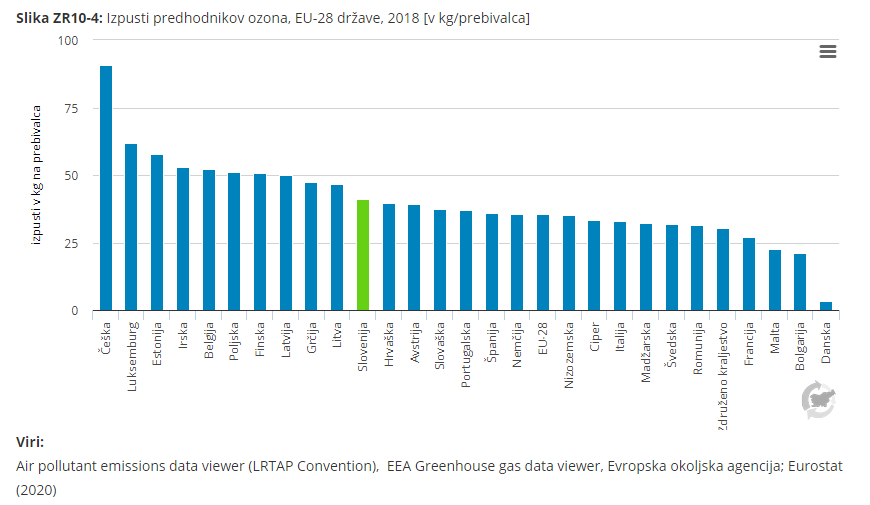 Slika ZR10-4: Izpusti predhodnikov ozona, EU-28 države, 2018 [v kg/prebivalca]
100
75
50
25
0
izpusti v kg na prebivalca
Češka
Luksemburg
Estonija
Irska
Belgija
Poljska
Finska
Latvija
Grčija
Litva
Slovenija
Hrvaška
Avstrija
Slovaška
Portugalska
Španija
Nemčija
EU-28
Nizozemska
Ciper
Italija
Madžarska
Švedska
Romunija
Združeno kraljestvo
Francija
Malta
Bolgarija
Danska
Viri:
Air pollutant emissions data viewer (LRTAP Convention), EEA Greenhouse gas data viewer, Evropska okoljska agencija; Eurostat
(2020)